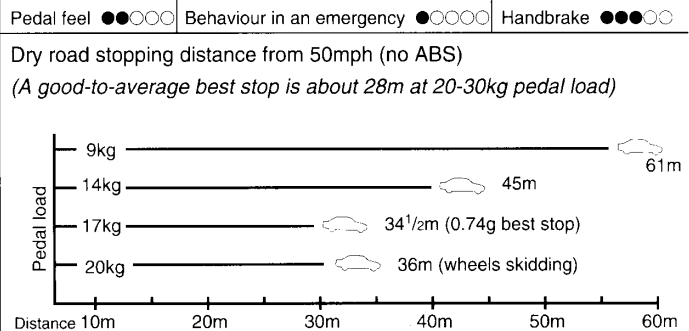 Pedal feel ●●○○○ Behaviour in an emergency ●○○○○ Handbrake ●●●○○
Dry road stopping distance from 50mph (no ABS)
(A good-to-average best stop is about 28m at 20-30kg pedal load)
9kg
61m
14kg 45m
17kg 34 1/2m (0.74g best stop)
20kg 36m (wheels skidding)
Pedal load
Distance 10m 20m 30m 40m 50m 60m